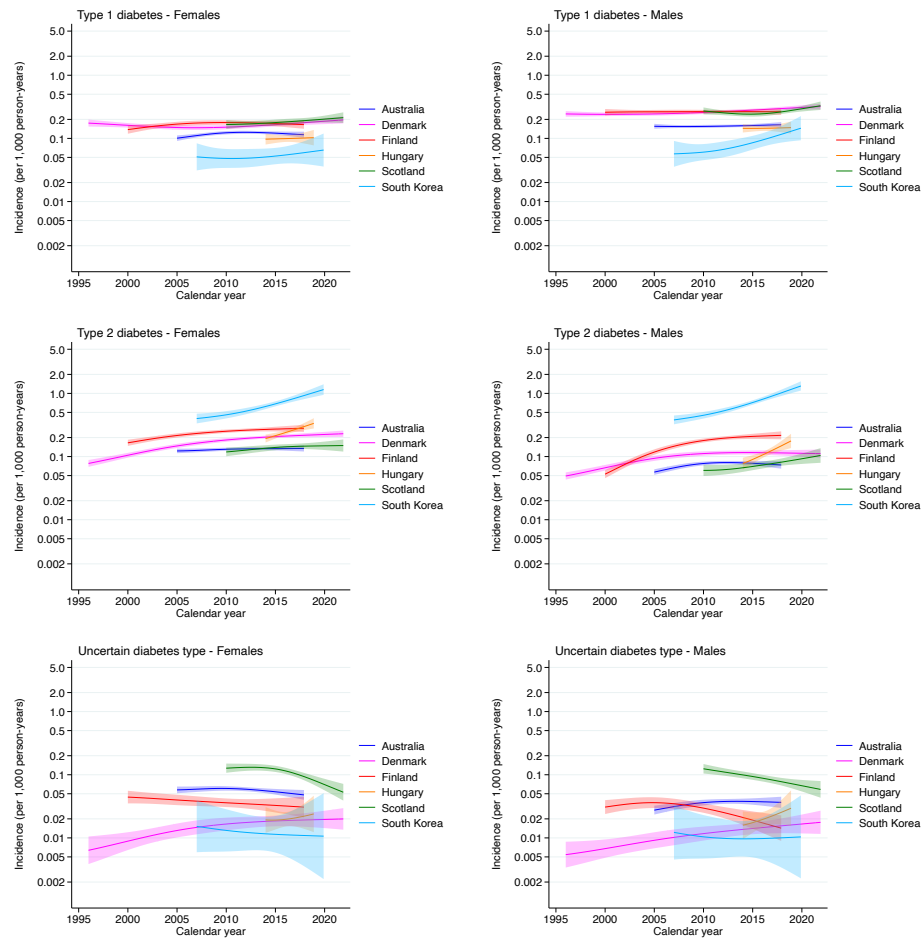 Type 1 diabetes - Females
Incidence (per 1,000 person-years)
5.0
2.0
1.0
0.5
0.2
0.1
0.05
0.02
0.01
0.005
0.002
1995 2000 2005 2010 2015 2020
Calendar year
Australia
Denmark
Finland
Hungary
Scotland
South Korea
Type 1 diabetes - Males
Incidence (per 1,000 person-years)
5.0
2.0
1.0
0.5
0.2
0.1
0.05
0.02
0.01
0.005
0.002
1995 2000 2005 2010 2015 2020
Calendar year
Australia
Denmark
Finland
Hungary
Scotland
South Korea
Type 2 diabetes - Females
Incidence (per 1,000 person-years)
5.0
2.0
1.0
0.5
0.2
0.1
0.05
0.02
0.01
0.005
0.002
1995 2000 2005 2010 2015 2020
Calendar year
Australia
Denmark
Finland
Hungary
Scotland
South Korea
Type 2 diabetes - Males
Incidence (per 1,000 person-years)
5.0
2.0
1.0
0.5
0.2
0.1
0.05
0.02
0.01
0.005
0.002
1995 2000 2005 2010 2015 2020
Calendar year
Australia
Denmark
Finland
Hungary
Scotland
South Korea
Uncertain diabetes type - Females
Incidence (per 1,000 person-years)
5.0
2.0
1.0
0.5
0.2
0.1
0.05
0.02
0.01
0.005
0.002
1995 2000 2005 2010 2015 2020
Calendar year
Australia
Denmark
Finland
Hungary
Scotland
South Korea
Uncertain diabetes type - Males
Incidence (per 1,000 person-years)
5.0
2.0
1.0
0.5
0.2
0.1
0.05
0.02
0.01
0.005
0.002
1995 2000 2005 2010 2015 2020
Calendar year
Australia
Denmark
Finland
Hungary
Scotland
South Korea